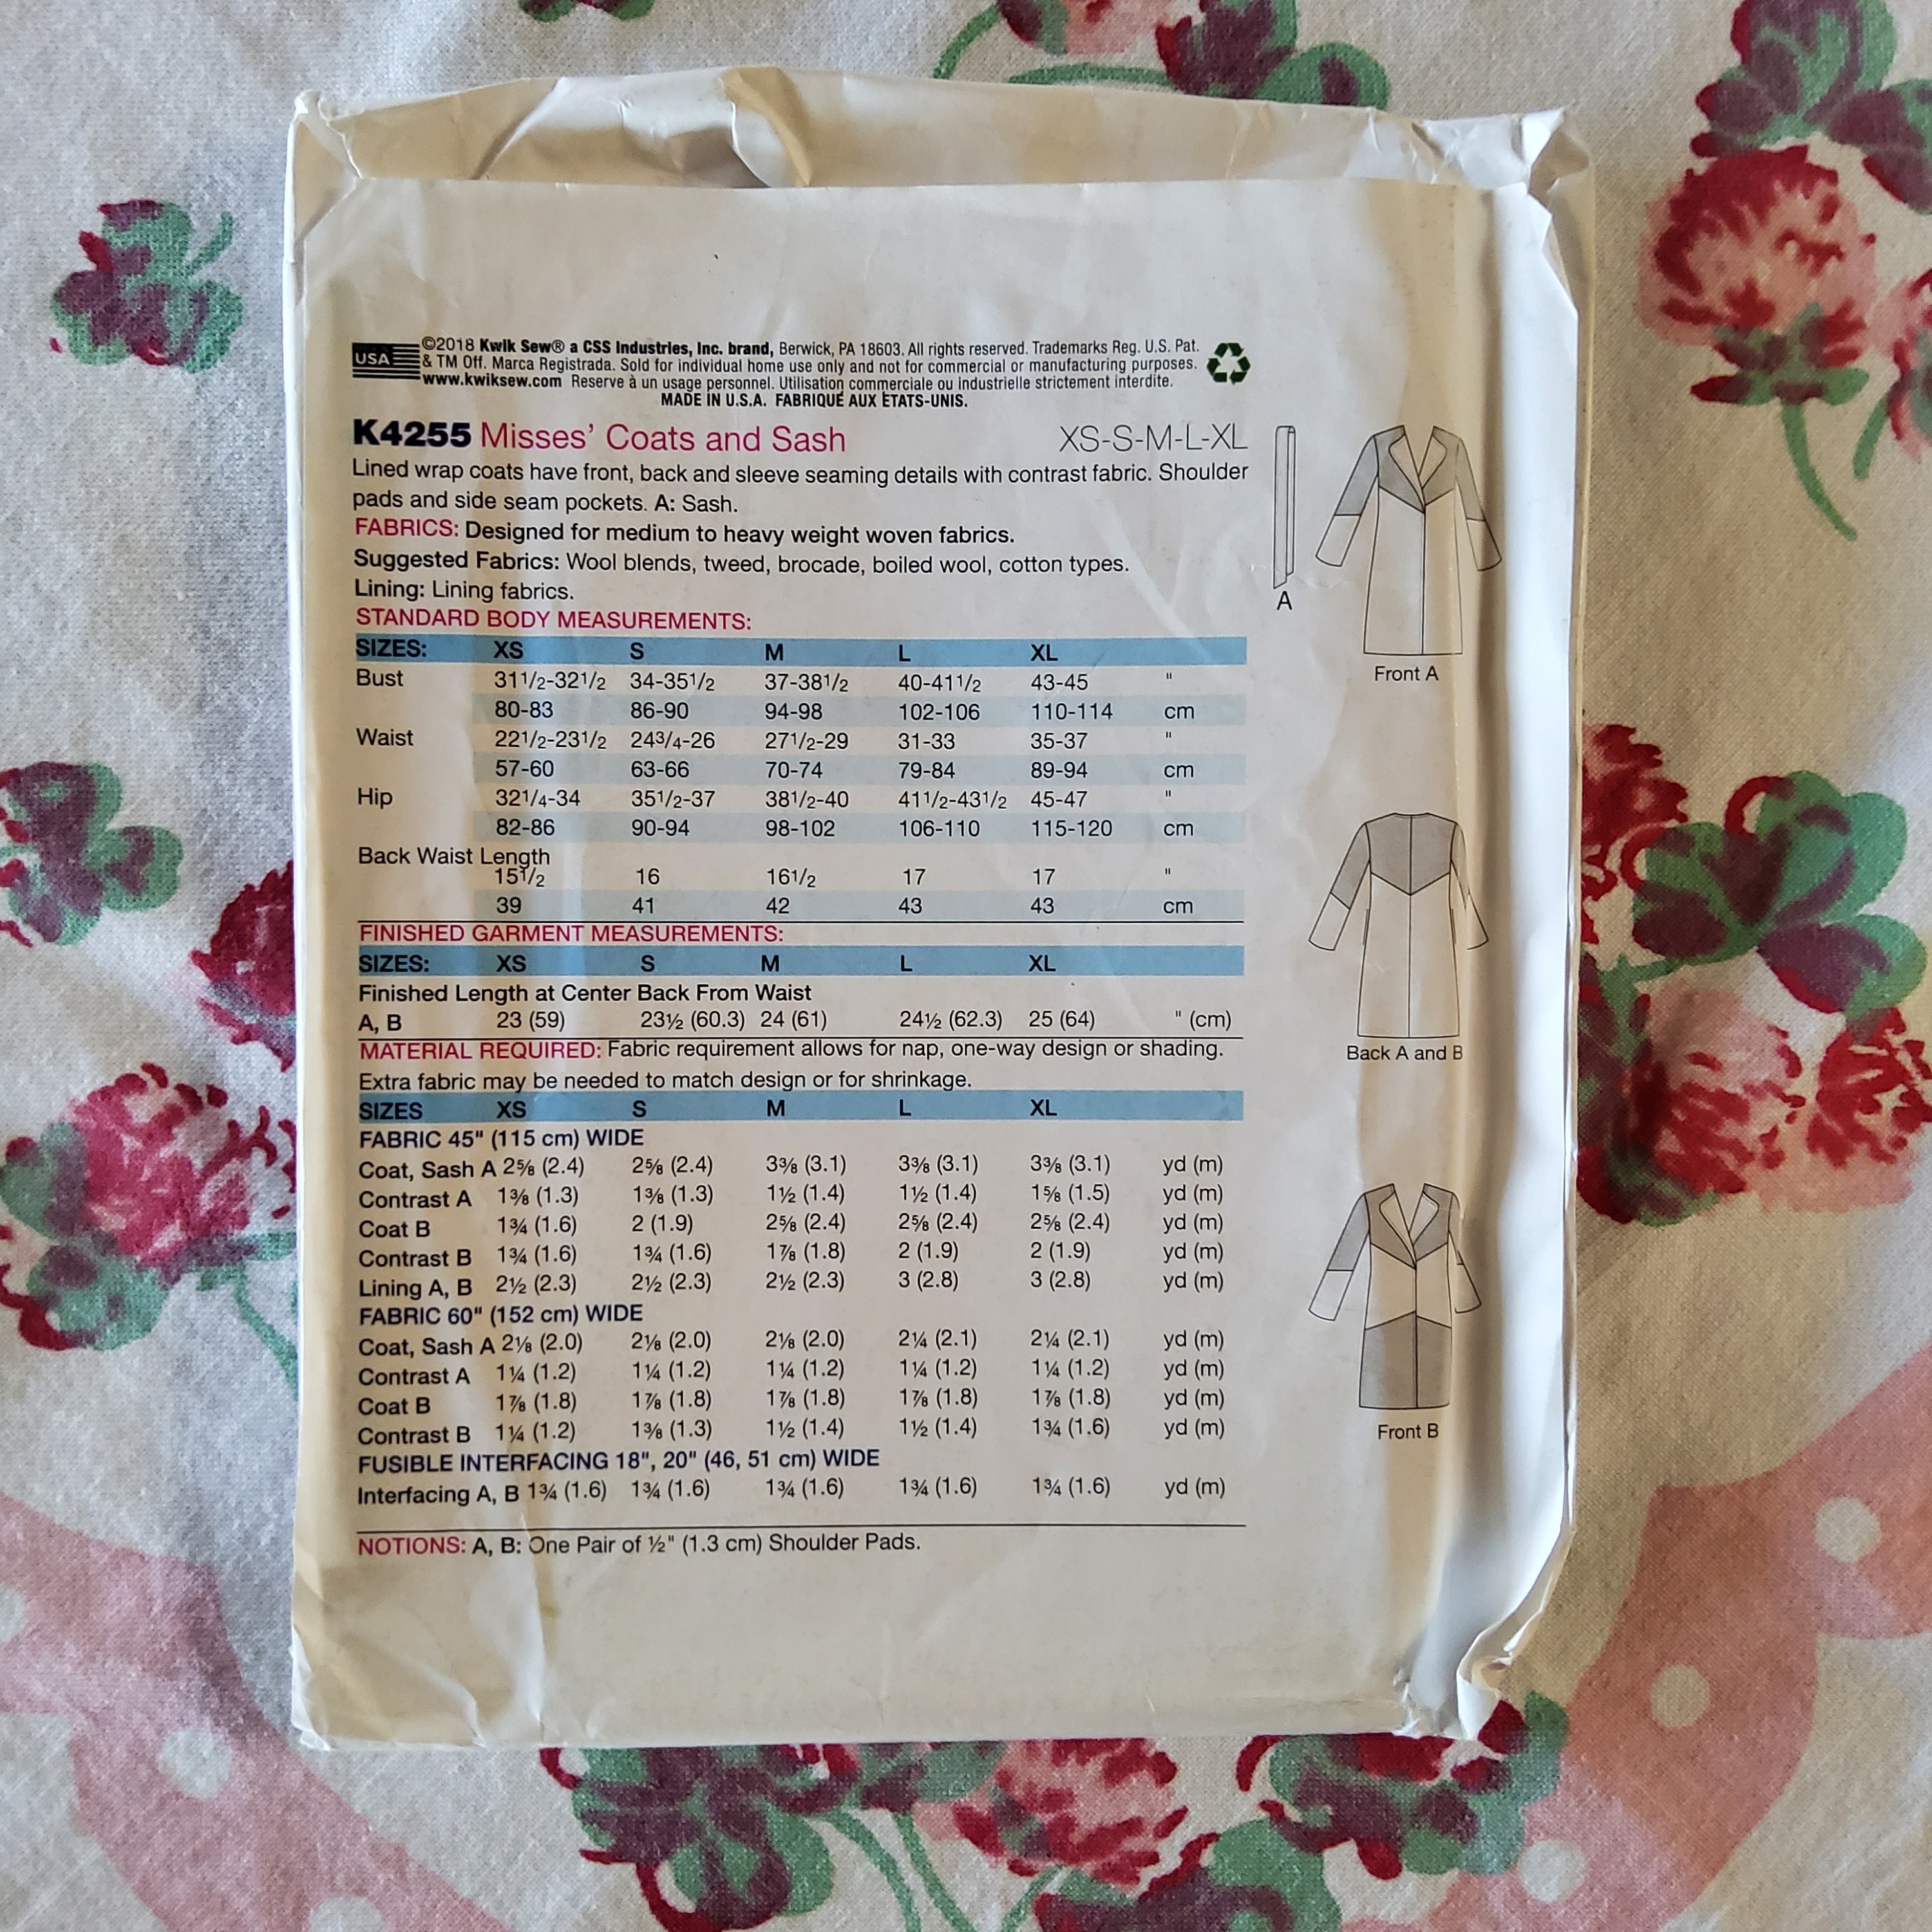 USA
©2018 Kwik Sew® a CSS Industries, Inc. brand, Berwick, PA 18603. All rights reserved. Trademarks Reg. U.S. Pat.
& TM Off. Marca Registrada. Sold for individual home use only and not for commercial or manufacturing purposes.
www.kwiksew.com Reserve à un usage personnel. Utilisation commerciale ou industrielle strictement interdite.
MADE IN U.S.A. FABRIQUÉ AUX ÈTATS-UNIS.
K4255 Misses' Coats and Sash XS-S-M-L-XL
Lined wrap coats have front, back and sleeve seaming details with contrast fabric. Shoulder
pads and side seam pockets. A: Sash.
FABRICS: Designed for medium to heavy weight woven fabrics.
Suggested Fabrics: Wool blends, tweed, brocade, boiled wool, cotton types.
Lining: Lining fabrics.
STANDARD BODY MEASUREMENTS:
SIZES: XS S M L XL
Bust 311/2-321/2 34-351/2 37-381/2 40-411/2 43-45 "
80-83 86-90 94-98 102-106 110-114 cm
Waist 221/2-231/2 243/4-26 271/2-29 31-33 35-37 "
57-60 63-66 70-74 79-84 89-94 cm
Hip 321/4-34 351/2-37 381/2-40 411/2-431/2 45-47 "
82-86 90-94 98-102 106-110 115-120 cm
Back Waist Length
151/2 16 161/2 17 17 "
39 41 42 43 43 cm
FINISHED GARMENT MEASUREMENTS:
SIZES: XS S M L XL
Finished Length at Center Back From Waist
A, B 23 (59) 23½ (60.3) 24 (61) 24½ (62.3) 25 (64) " (cm)
MATERIAL REQUIRED: Fabric requirement allows for nap, one-way design or shading.
Extra fabric may be needed to match design or for shrinkage.
SIZES XS S M L XL
FABRIC 45" (115 cm) WIDE
Coat, Sash A 2⅝ (2.4) 2⅝ (2.4) 3⅜ (3.1) 3⅜ (3.1) 3⅜ (3.1) yd (m)
Contrast A 1⅜ (1.3) 1⅜ (1.3) 1½ (1.4) 1½ (1.4) 1⅝ (1.5) yd (m)
Coat B 1¾ (1.6) 2 (1.9) 2⅝ (2.4) 2⅝ (2.4) 2⅝ (2.4) yd (m)
Contrast B 1¾ (1.6) 1¾ (1.6) 1⅞ (1.8) 2 (1.9) 2 (1.9) yd (m)
Lining A, B 2½ (2.3) 2½ (2.3) 2½ (2.3) 3 (2.8) 3 (2.8) yd (m)
FABRIC 60" (152 cm) WIDE
Coat, Sash A 2⅛ (2.0) 2⅛ (2.0) 2⅛ (2.0) 2¼ (2.1) 2¼ (2.1) yd (m)
Contrast A 1¼ (1.2) 1¼ (1.2) 1¼ (1.2) 1¼ (1.2) 1¼ (1.2) yd (m)
Coat B 1⅞ (1.8) 1⅞ (1.8) 1⅞ (1.8) 1⅞ (1.8) 1⅞ (1.8) yd (m)
Contrast B 1¼ (1.2) 1⅜ (1.3) 1½ (1.4) 1½ (1.4) 1¾ (1.6) yd (m)
FUSIBLE INTERFACING 18", 20" (46, 51 cm) WIDE
Interfacing A, B 1¾ (1.6) 1¾ (1.6) 1¾ (1.6) 1¾ (1.6) 1¾ (1.6) yd (m)
NOTIONS: A, B: One Pair of ½" (1.3 cm) Shoulder Pads.
A
Front A
Back A and B
Front B